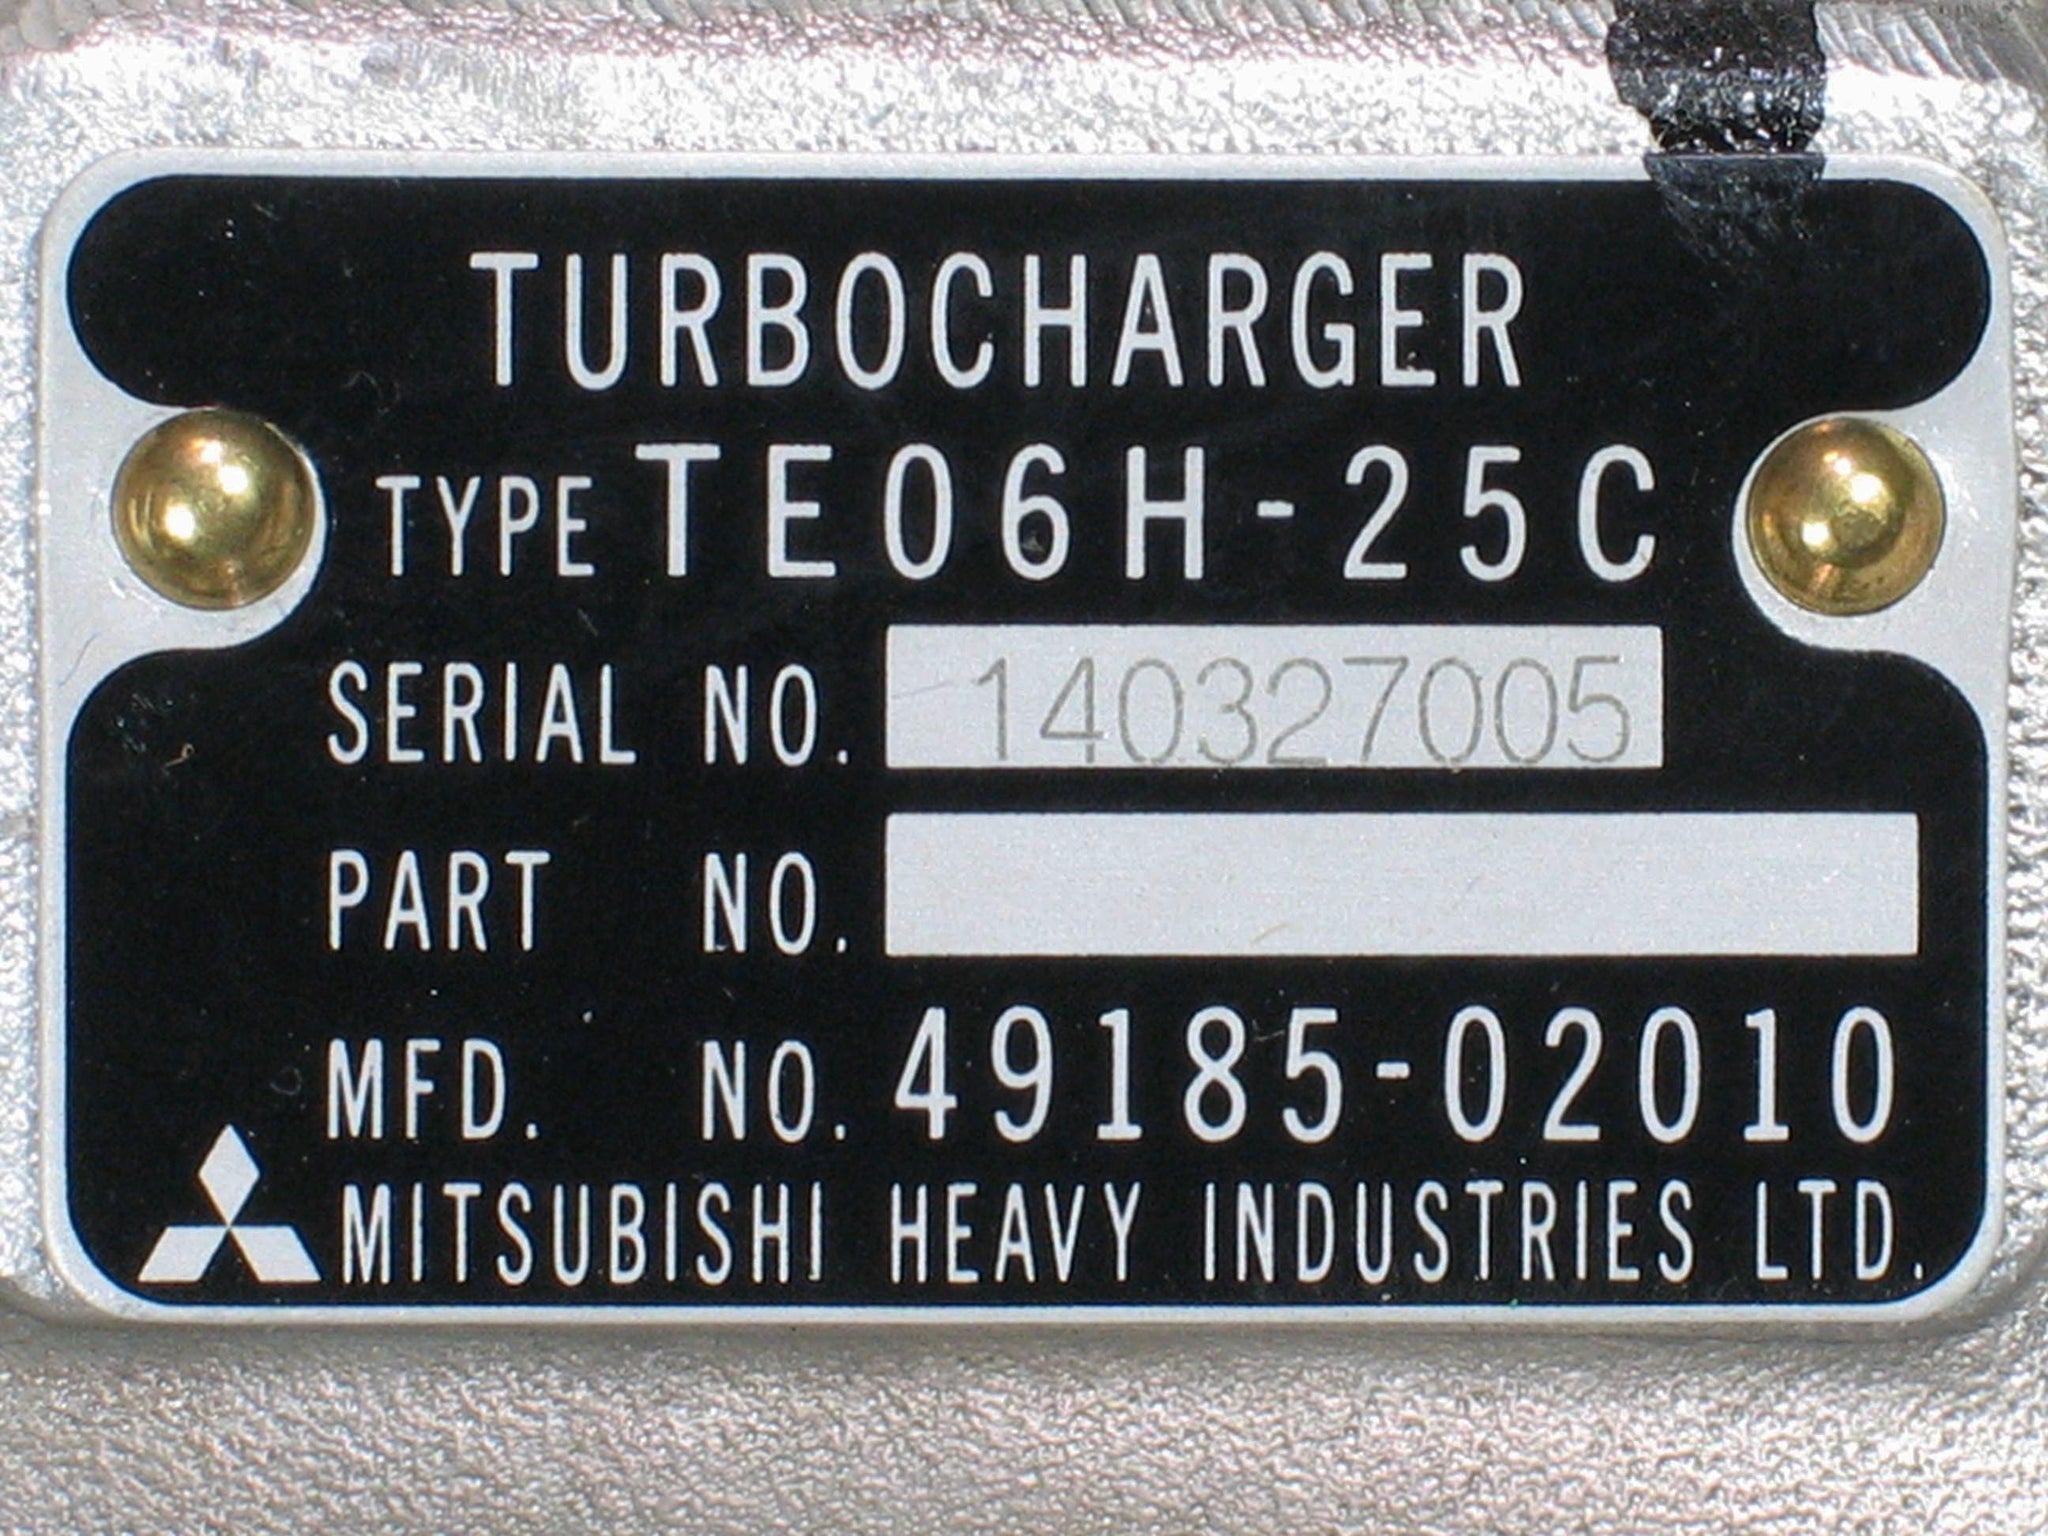 TURBOCHARGER
TYPE TE06H-25C
SERIAL NO. 140327005
PART NO.
MFD. NO. 49185-02010
MITSUBISHI HEAVY INDUSTRIES LTD.